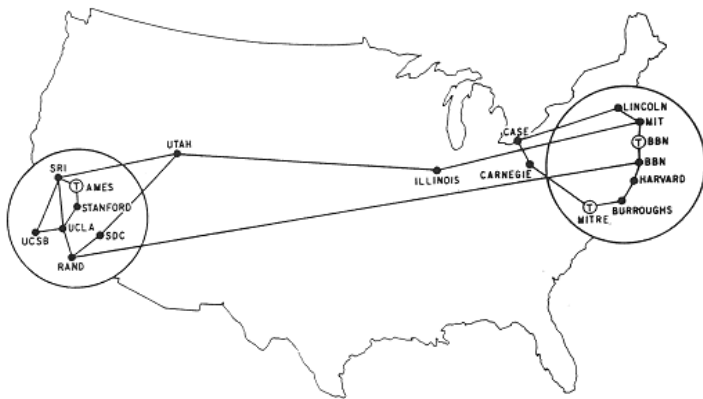 LINCOLN
MIT
CASE
UTAH
T BBN
BBN
SRI
ILLINOIS
CARNEGIE
HARVARD
T AMES
STANFORD
BURROUGHS
T
MITRE
UCSB
UCLA
SDC
RAND